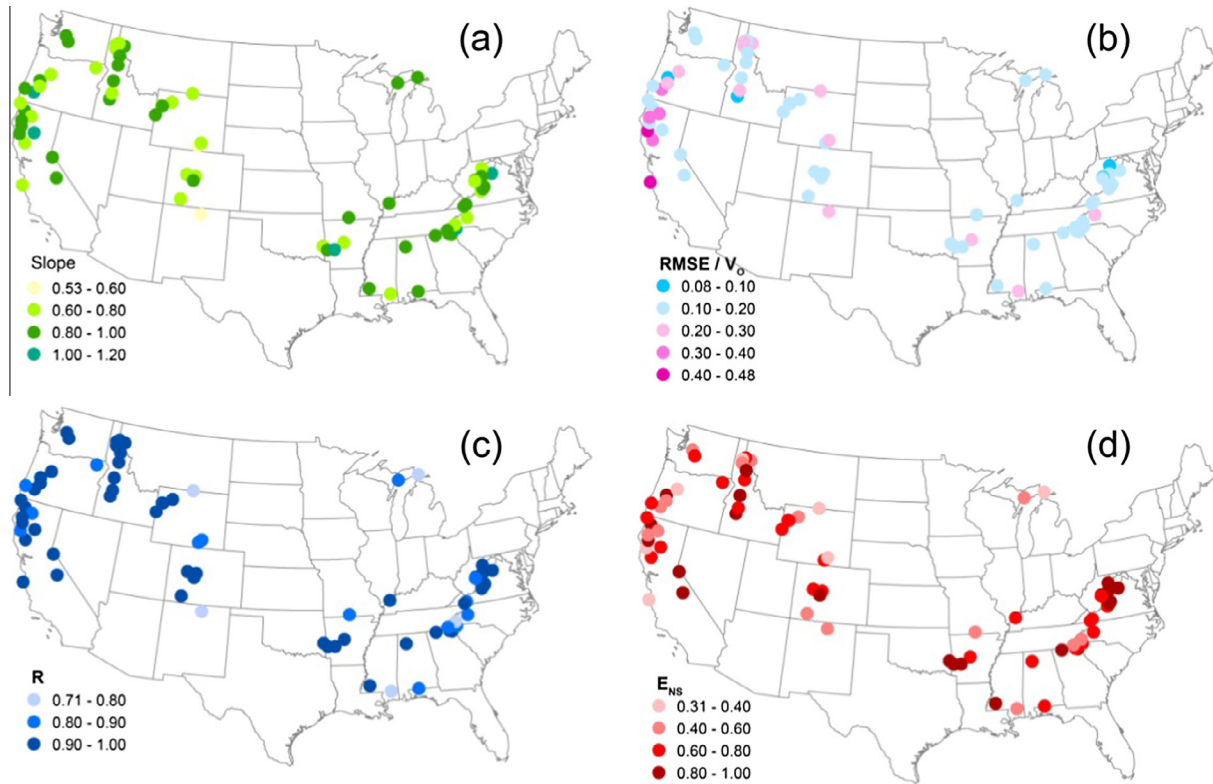 (a)
Slope
0.53 - 0.60
0.60 - 0.80
0.80 - 1.00
1.00 - 1.20
(b)
RMSE / Vo
0.08 - 0.10
0.10 - 0.20
0.20 - 0.30
0.30 - 0.40
0.40 - 0.48
(c)
R
0.71 - 0.80
0.80 - 0.90
0.90 - 1.00
(d)
ENS
0.31 - 0.40
0.40 - 0.60
0.60 - 0.80
0.80 - 1.00